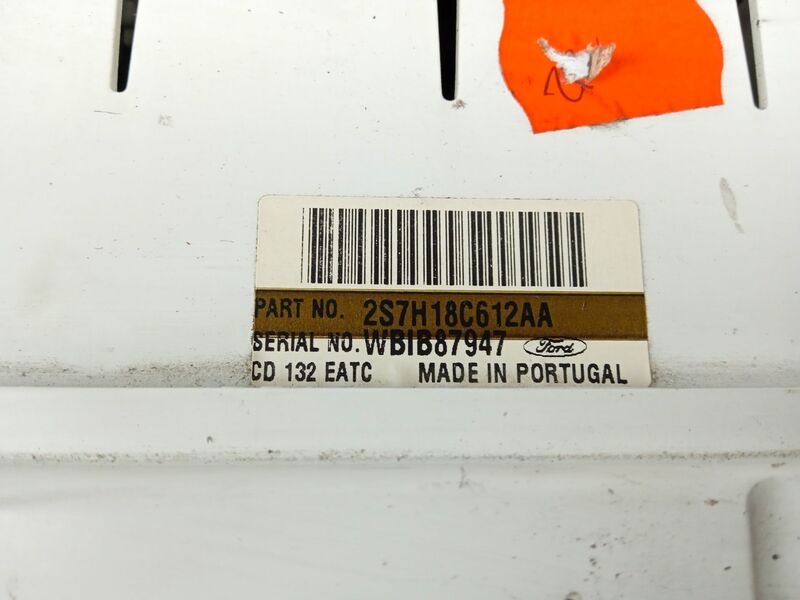 PART NO. 2S7H18C612AA
SERIAL NO. WBIB87947 Ford
CD 132 EATC MADE IN PORTUGAL